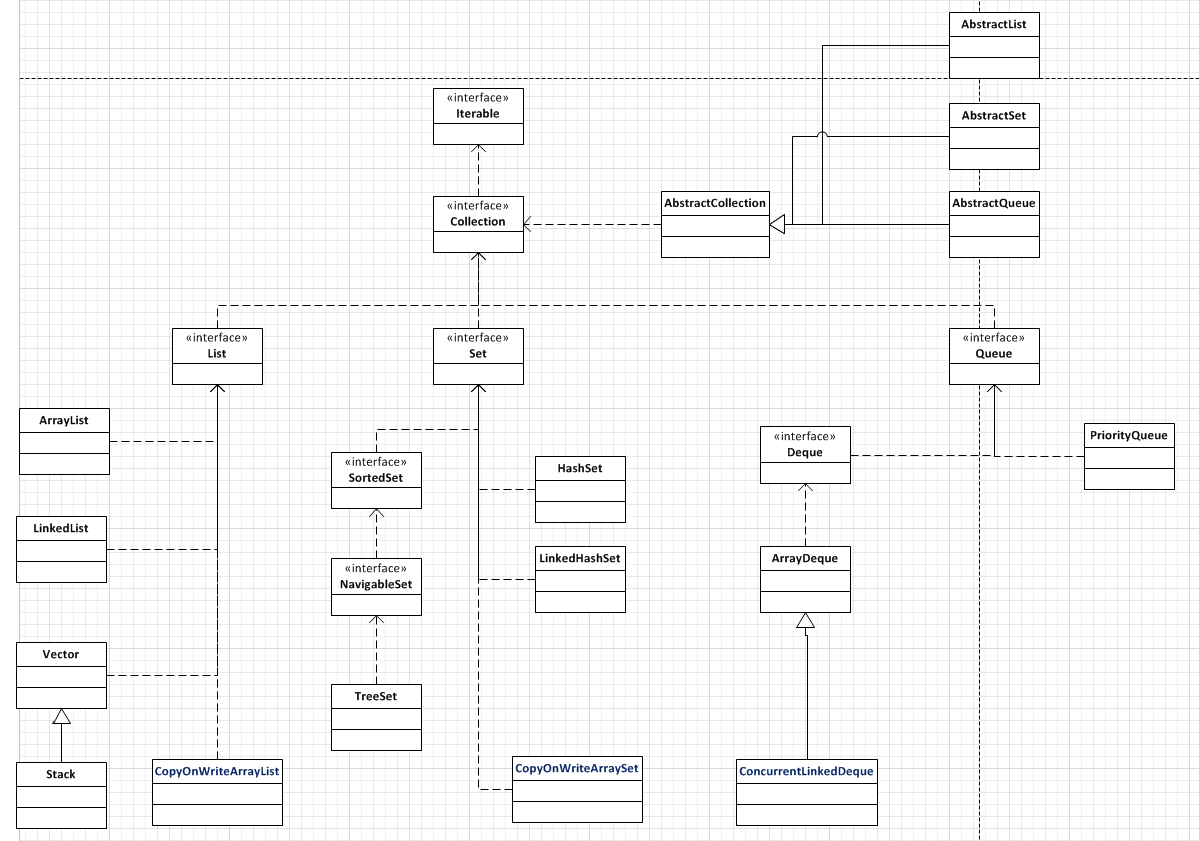 AbstractList
«interface»
Iterable
AbstractSet
«interface»
Collection
AbstractCollection
AbstractQueue
«interface»
List
«interface»
Set
«interface»
Queue
ArrayList
«interface»
SortedSet
HashSet
«interface»
Deque
PriorityQueue
LinkedList
«interface»
NavigableSet
LinkedHashSet
ArrayDeque
Vector
TreeSet
Stack
CopyOnWriteArrayList
CopyOnWriteArraySet
ConcurrentLinkedDeque